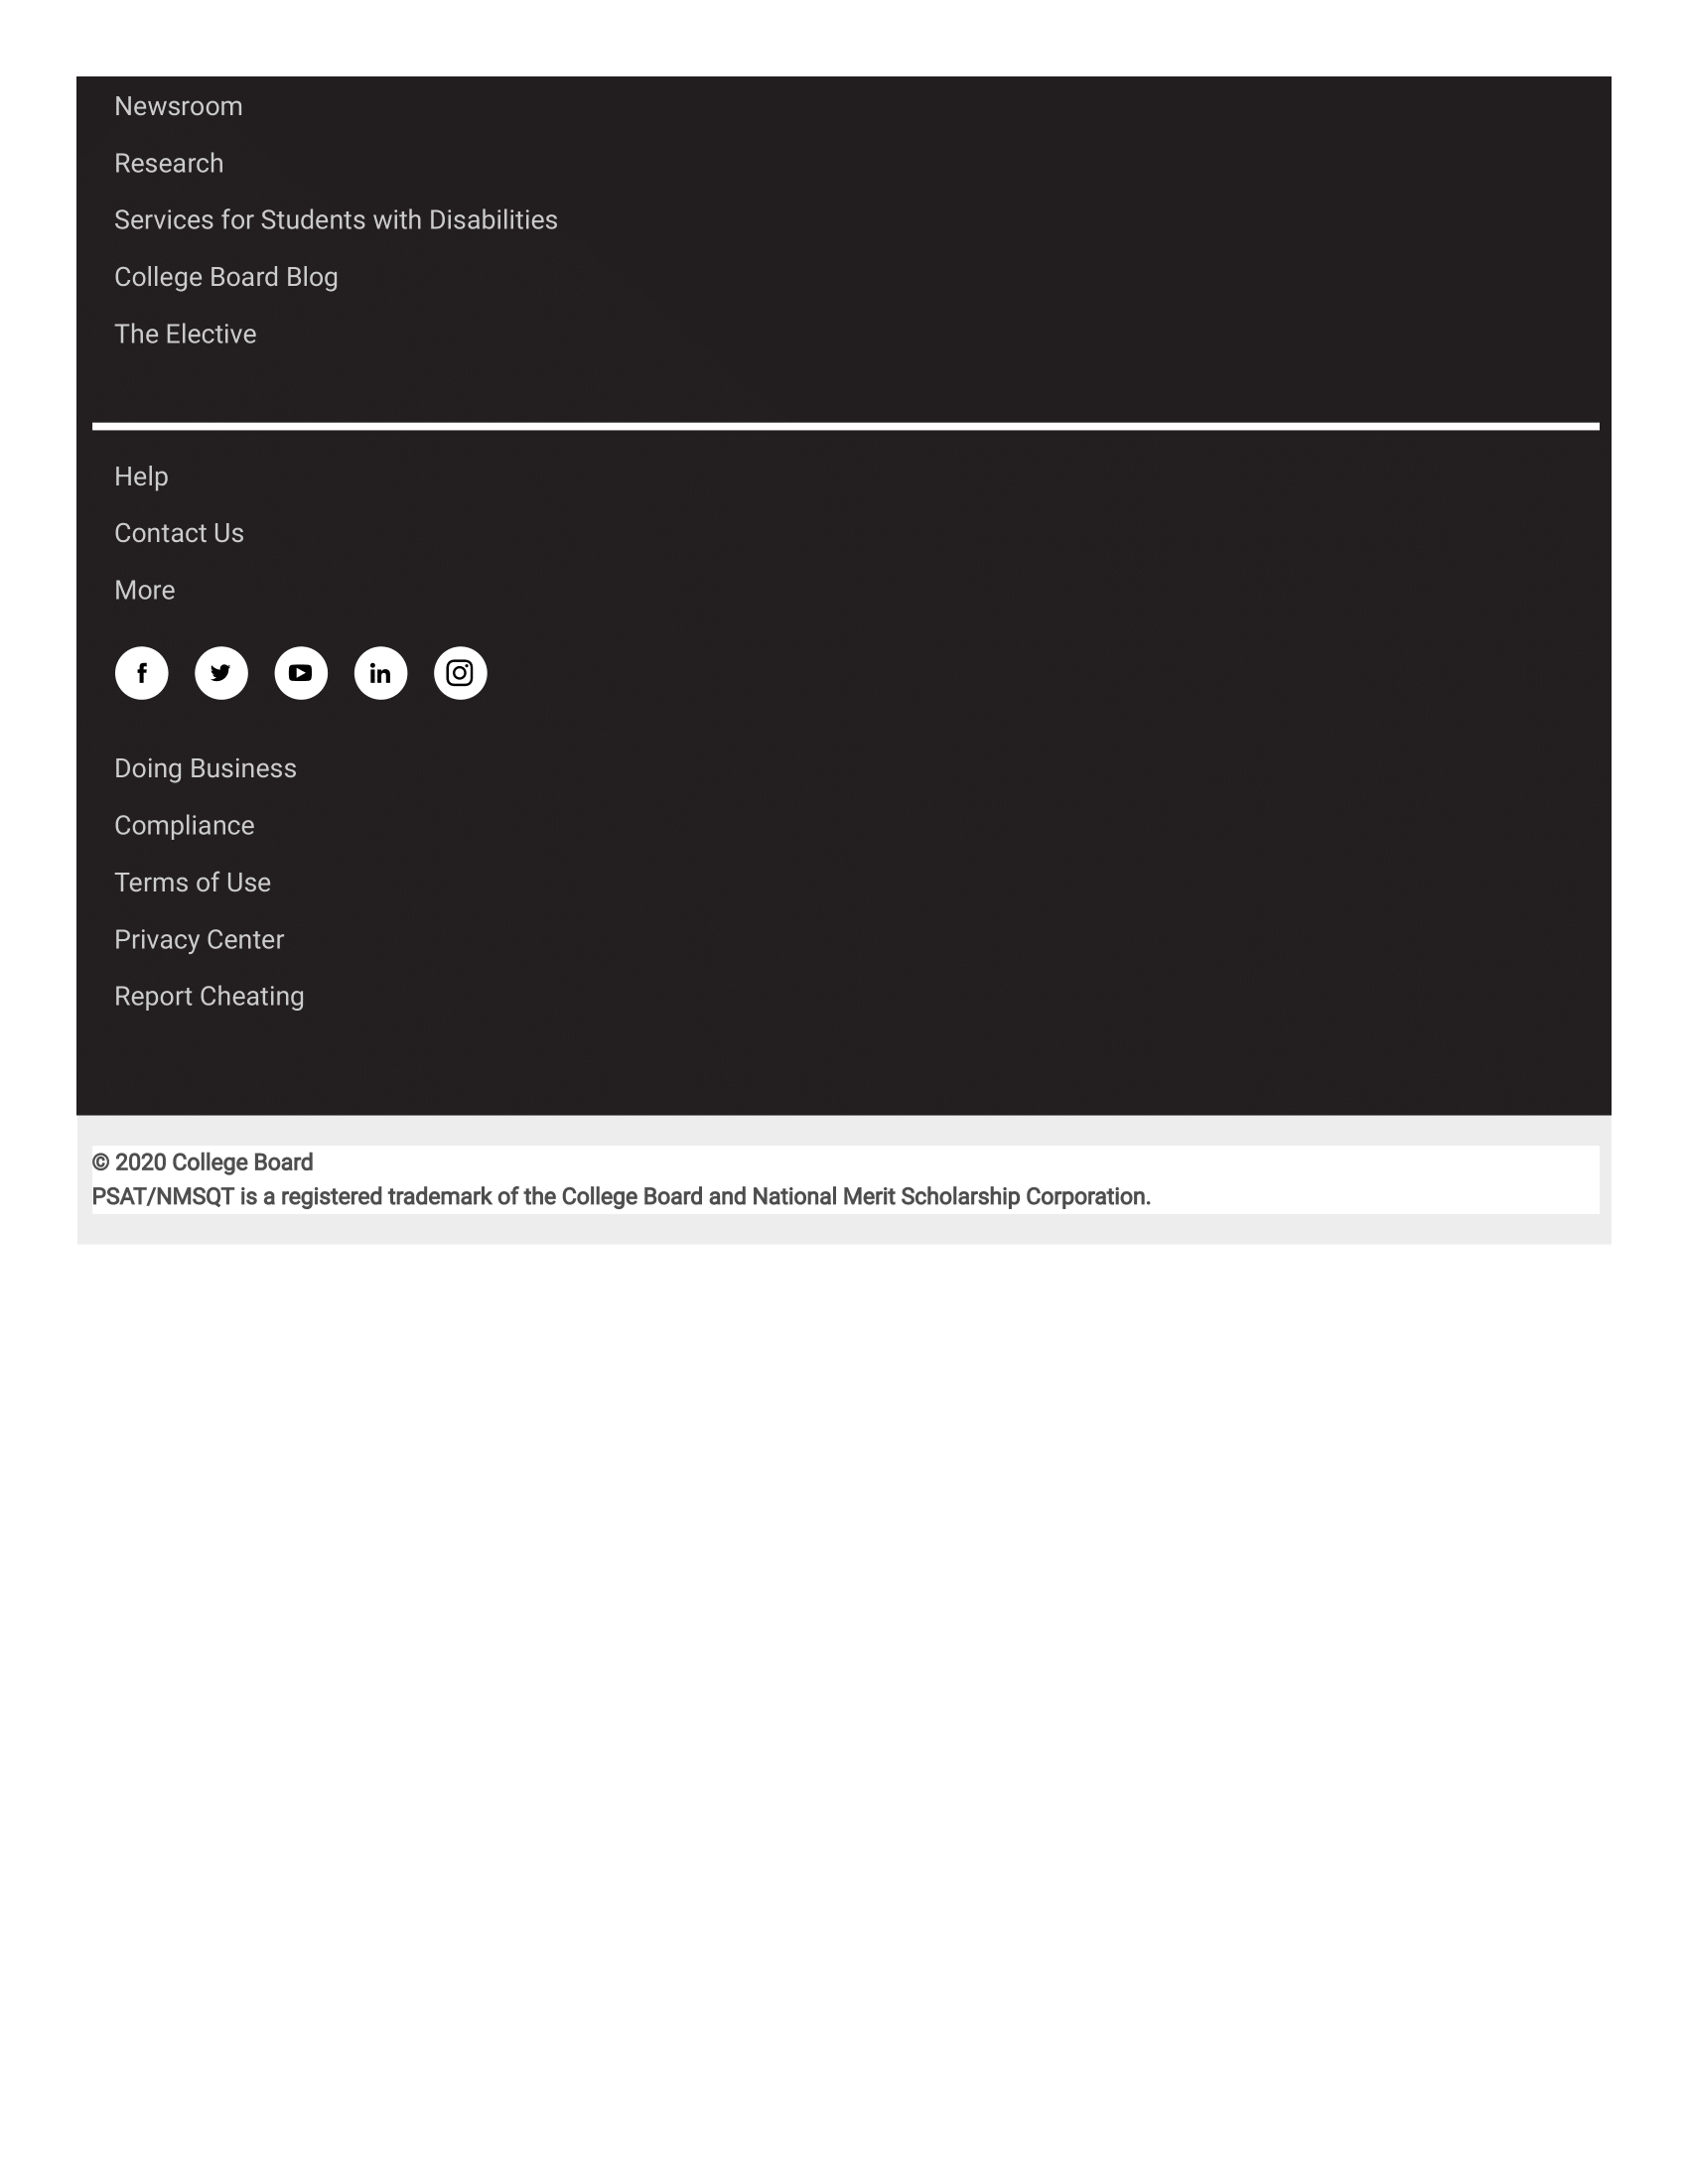 Newsroom
Research
Services for Students with Disabilities
College Board Blog
The Elective
Help
Contact Us
More
Doing Business
Compliance
Terms of Use
Privacy Center
Report Cheating
© 2020 College Board
PSAT/NMSQT is a registered trademark of the College Board and National Merit Scholarship Corporation.